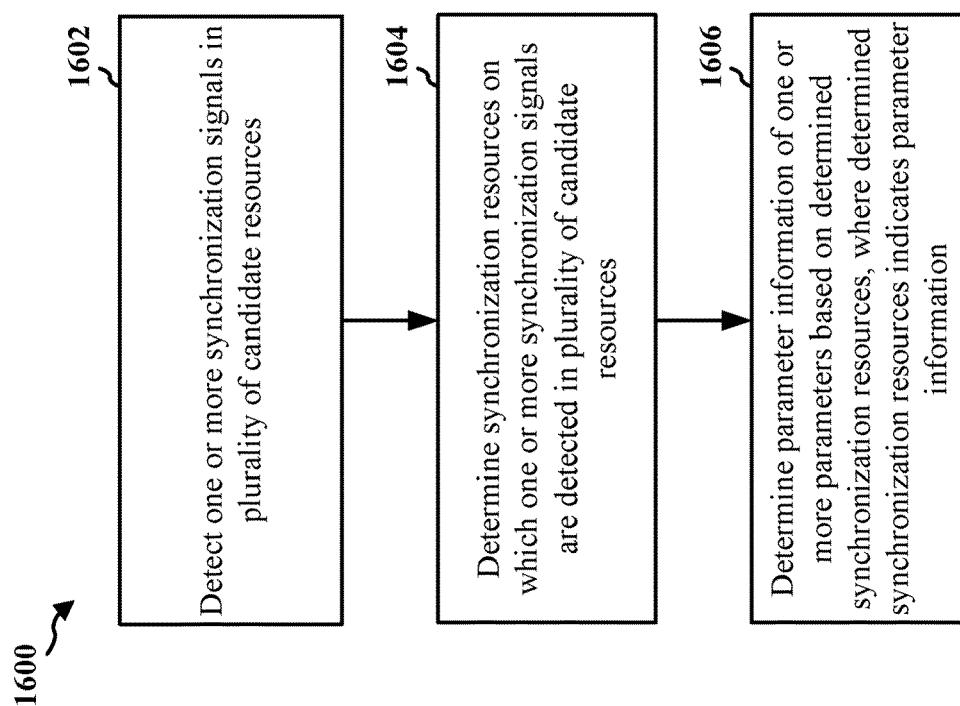 1600
1602
Detect one or more synchronization signals in
plurality of candidate resources
1604
Determine synchronization resources on
which one or more synchronization signals
are detected in plurality of candidate
resources
1606
Determine parameter information of one or
more parameters based on determined
synchronization resources, where determined
synchronization resources indicates parameter
information